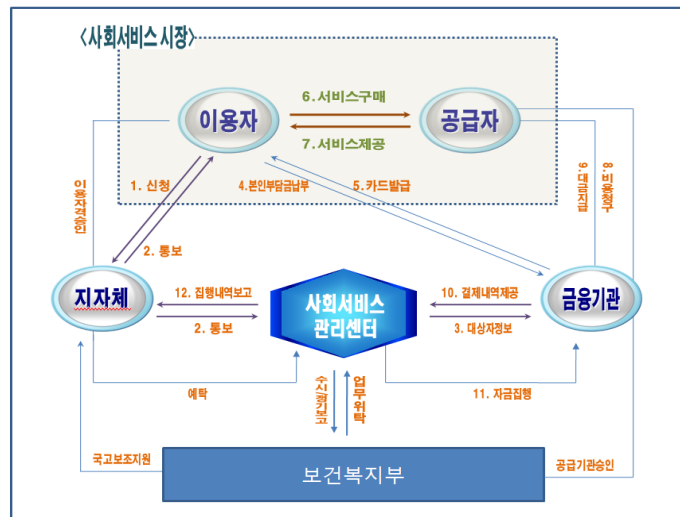 〈사회서비스 시장〉
6.서비스구매
이용자
공급자
7.서비스제공
1. 신청
4.본인부담금납부
5.카드발급
이용자격승인
9.대금지급
8.비용청구
2. 통보
지자체
12. 집행내역보고
사회서비스
관리센터
10. 결제내역제공
금융기관
2. 통보
3. 대상자정보
예탁
수시/정기보고
업무위탁
11. 자금집행
국고보조지원
보건복지부
공급기관승인